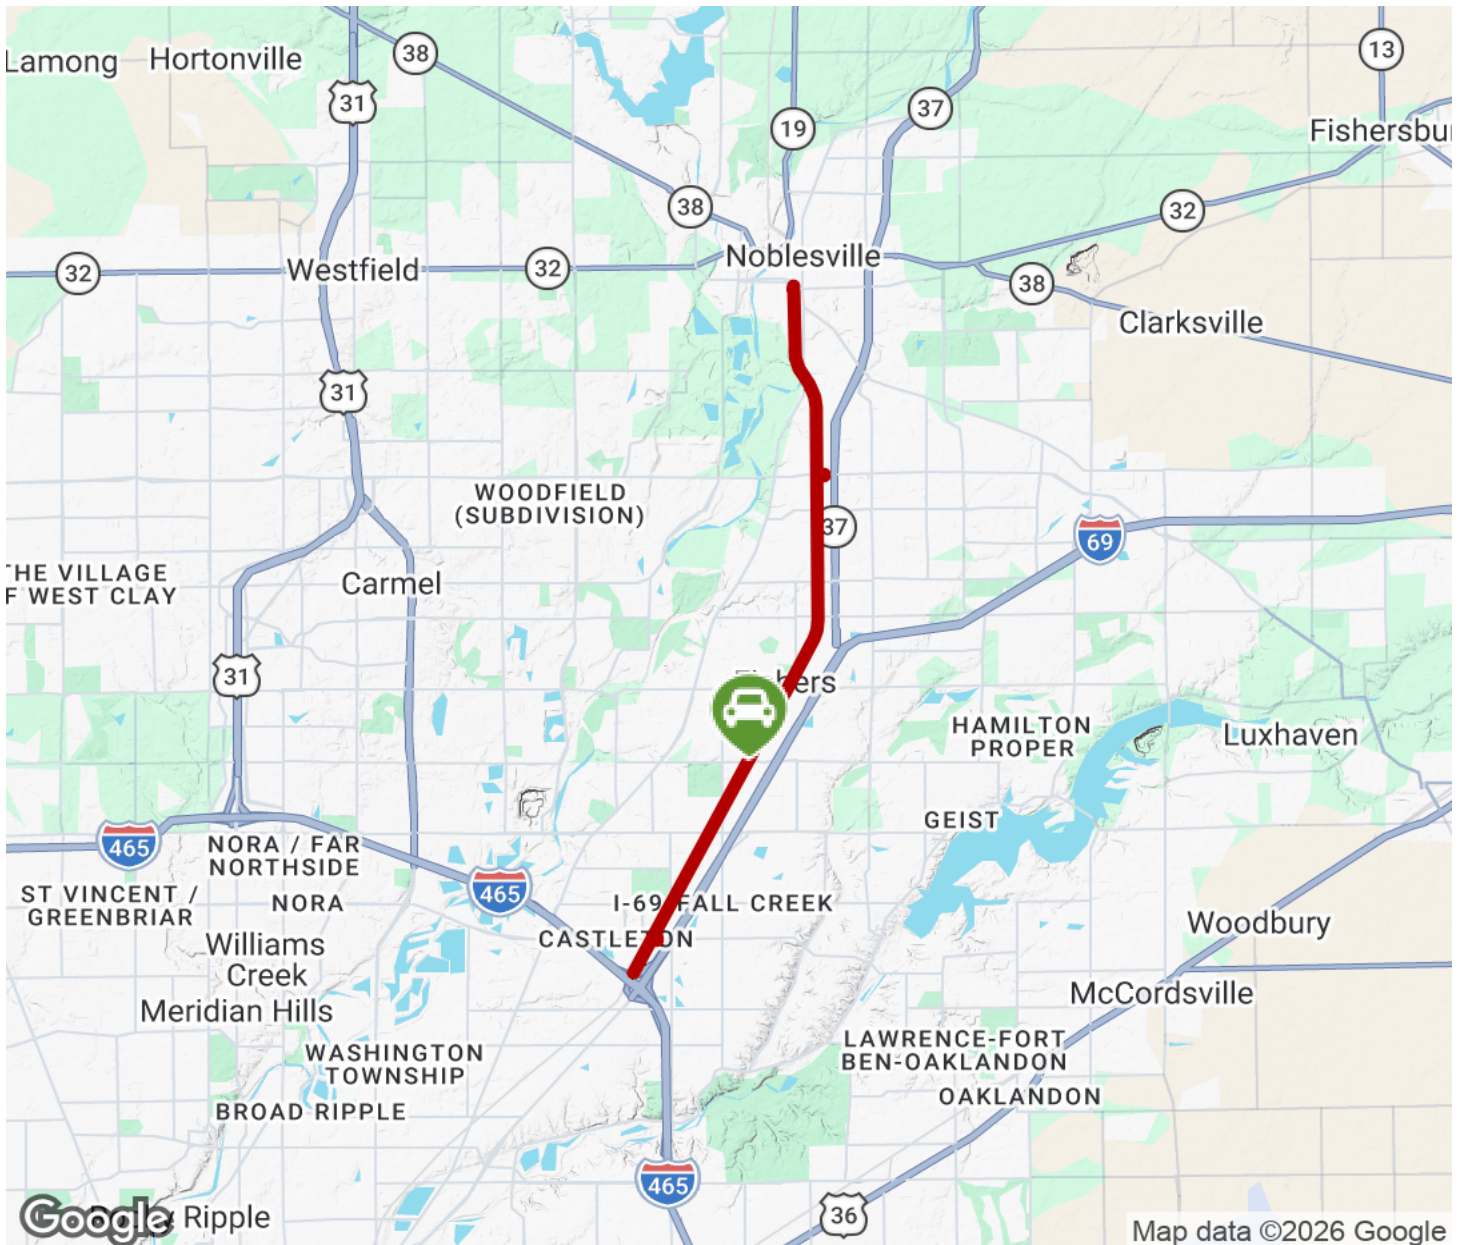 Lamong
Hortonville
38
31
13
37
19
Fishersbu
38
32
Noblesville
32
Westfield
32
38
Clarksville
31
WOODFIELD
(SUBDIVISION)
37
69
THE VILLAGE
F WEST CLAY
Carmel
31
hers
HAMILTON
PROPER
Luxhaven
GEIST
465
NORA / FAR
NORTHSIDE
465
ST VINCENT /
GREENBRIAR
NORA
I-69
FALL CREEK
CASTLETON
Woodbury
Williams
Creek
McCordsville
Meridian Hills
LAWRENCE-FORT
BEN-OAKLANDON
WASHINGTON
TOWNSHIP
OAKLANDON
BROAD RIPPLE
465
36
Google
Ripple
Map data ©2026 Google